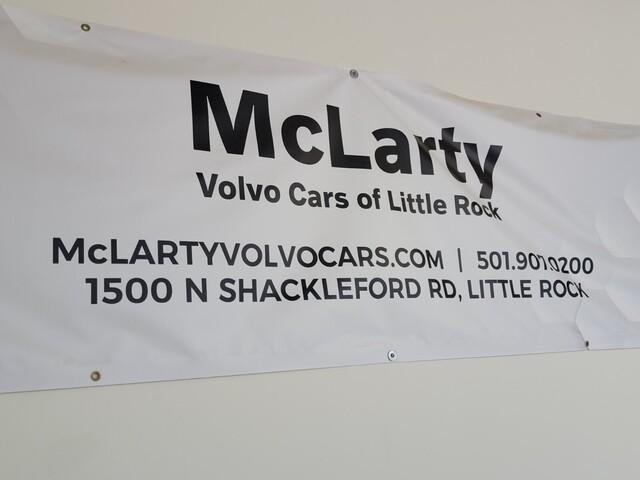 McLarty
Volvo Cars of Little Rock
McLARTYVOLVOCARS.COM | 501.907.0200
1500 N SHACKLEFORD RD, LITTLE ROCK